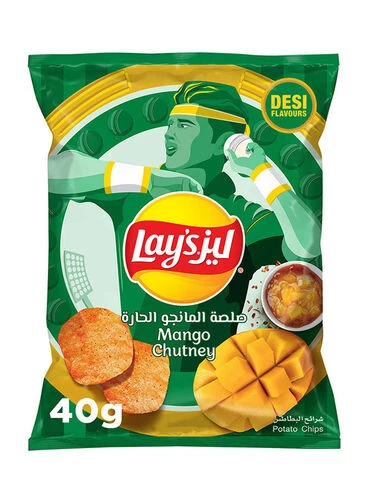 DESI
FLAVOURS
Lay's ليز
®
صلصة المانجو الحارة
Mango
Chutney
40g
شرائح البطاطس
Potato Chips